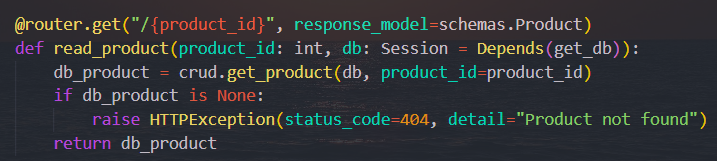 @router.get("/{product_id}", response_model=schemas.Product)
def read_product(product_id: int, db: Session = Depends(get_db)):
    db_product = crud.get_product(db, product_id=product_id)
    if db_product is None:
        raise HTTPException(status_code=404, detail="Product not found")
    return db_product